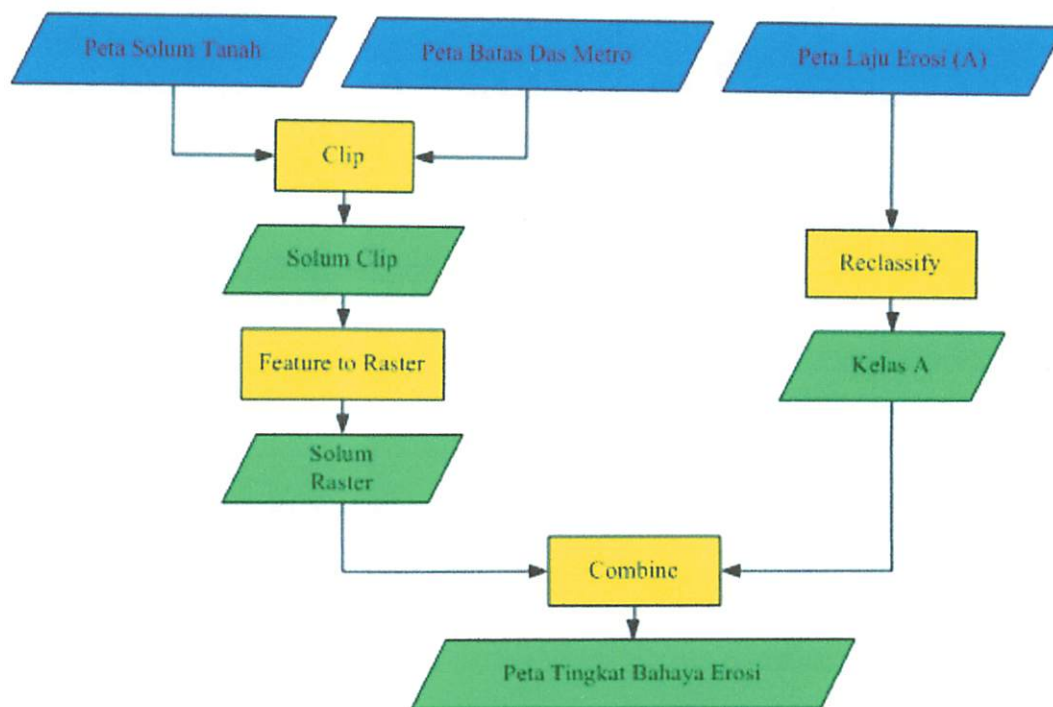 Peta Solum Tanah
Peta Batas Das Metro
Peta Laju Erosi (A)
Clip
Solum Clip
Reclassify
Feature to Raster
Kelas A
Solum
Raster
Combine
Peta Tingkat Bahaya Erosi